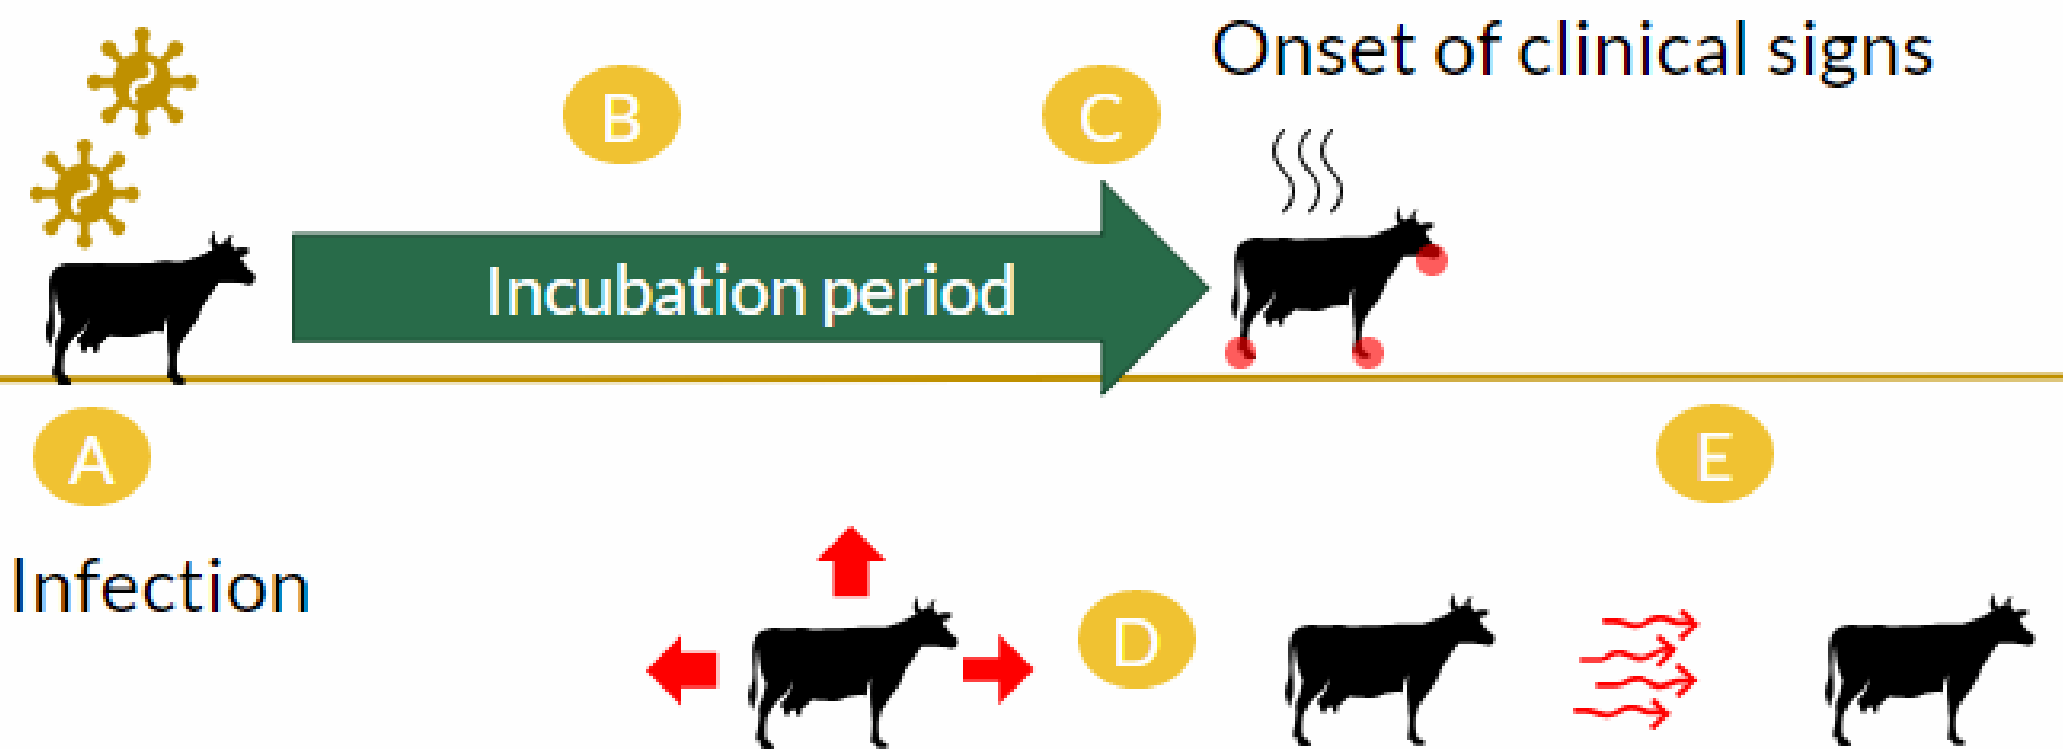 Onset of clinical signs
B
C
Incubation period
A
E
Infection
D